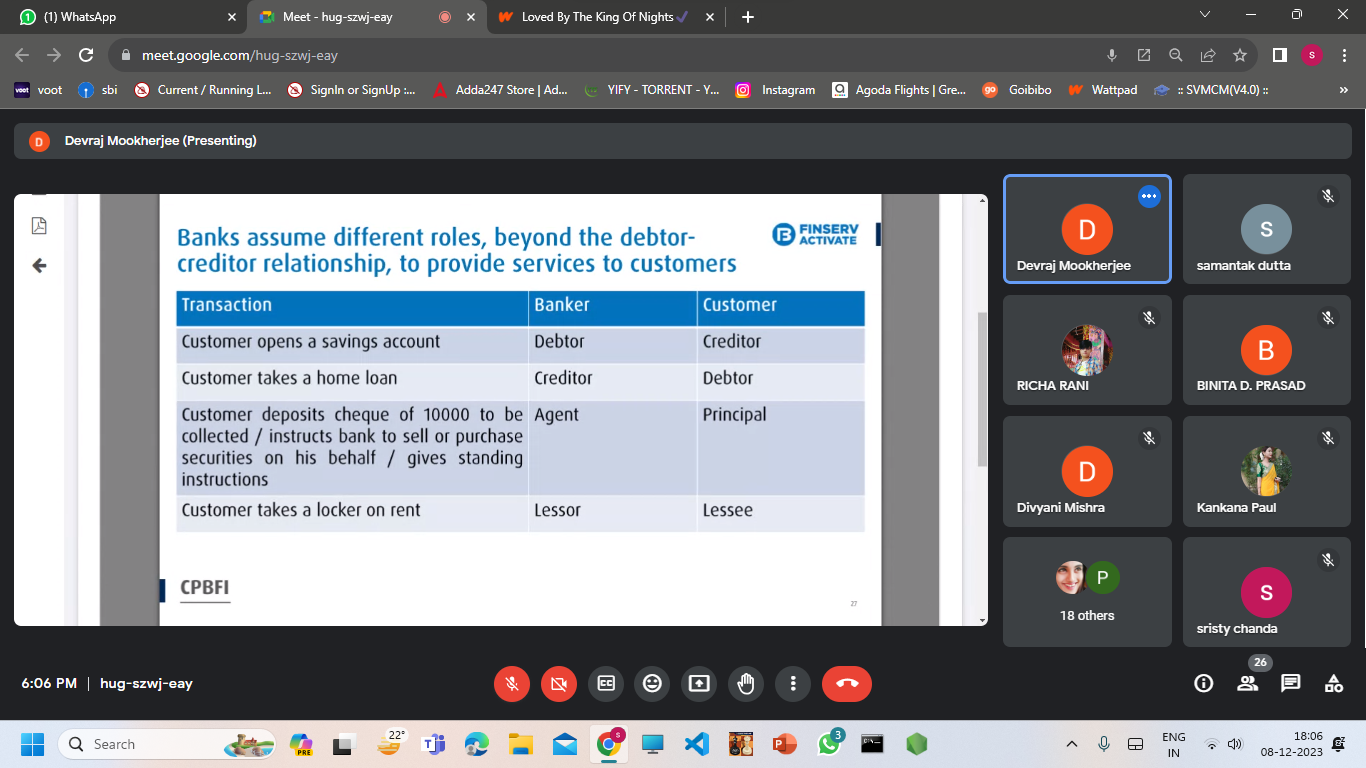 (1) WhatsApp
Meet - hug-szwj-eay
Loved By The King Of Nights✓
meet.google.com/hug-szwj-eay
S
voot
voot
sbi
Current / Running L...
SignIn or SignUp :...
Adda247 Store | Ad...
YIFY - TORRENT - Y...
Instagram
Agoda Flights | Gre...
go
Goibibo
Wattpad
:: SVMCM(V4.0) ::
»
D
Devraj Mookherjee (Presenting)
Banks assume different roles, beyond the debtor-
creditor relationship, to provide services to customers
FINSERV
ACTIVATE
Transaction Banker Customer
Customer opens a savings account Debtor Creditor
Customer takes a home loan Creditor Debtor
Customer deposits cheque of 10000 to be Agent Principal
collected / instructs bank to sell or purchase
securities on his behalf / gives standing
instructions
Customer takes a locker on rent Lessor Lessee
CPBFI
27
D
Devraj Mookherjee
S
samantak dutta
RICHA RANI
B
BINITA D. PRASAD
D
Divyani Mishra
Kankana Paul
P
18 others
S
sristy chanda
6:06 PM | hug-szwj-eay
CC
26
Search
PRE
22°
S
3
ENG
IN
18:06
08-12-2023